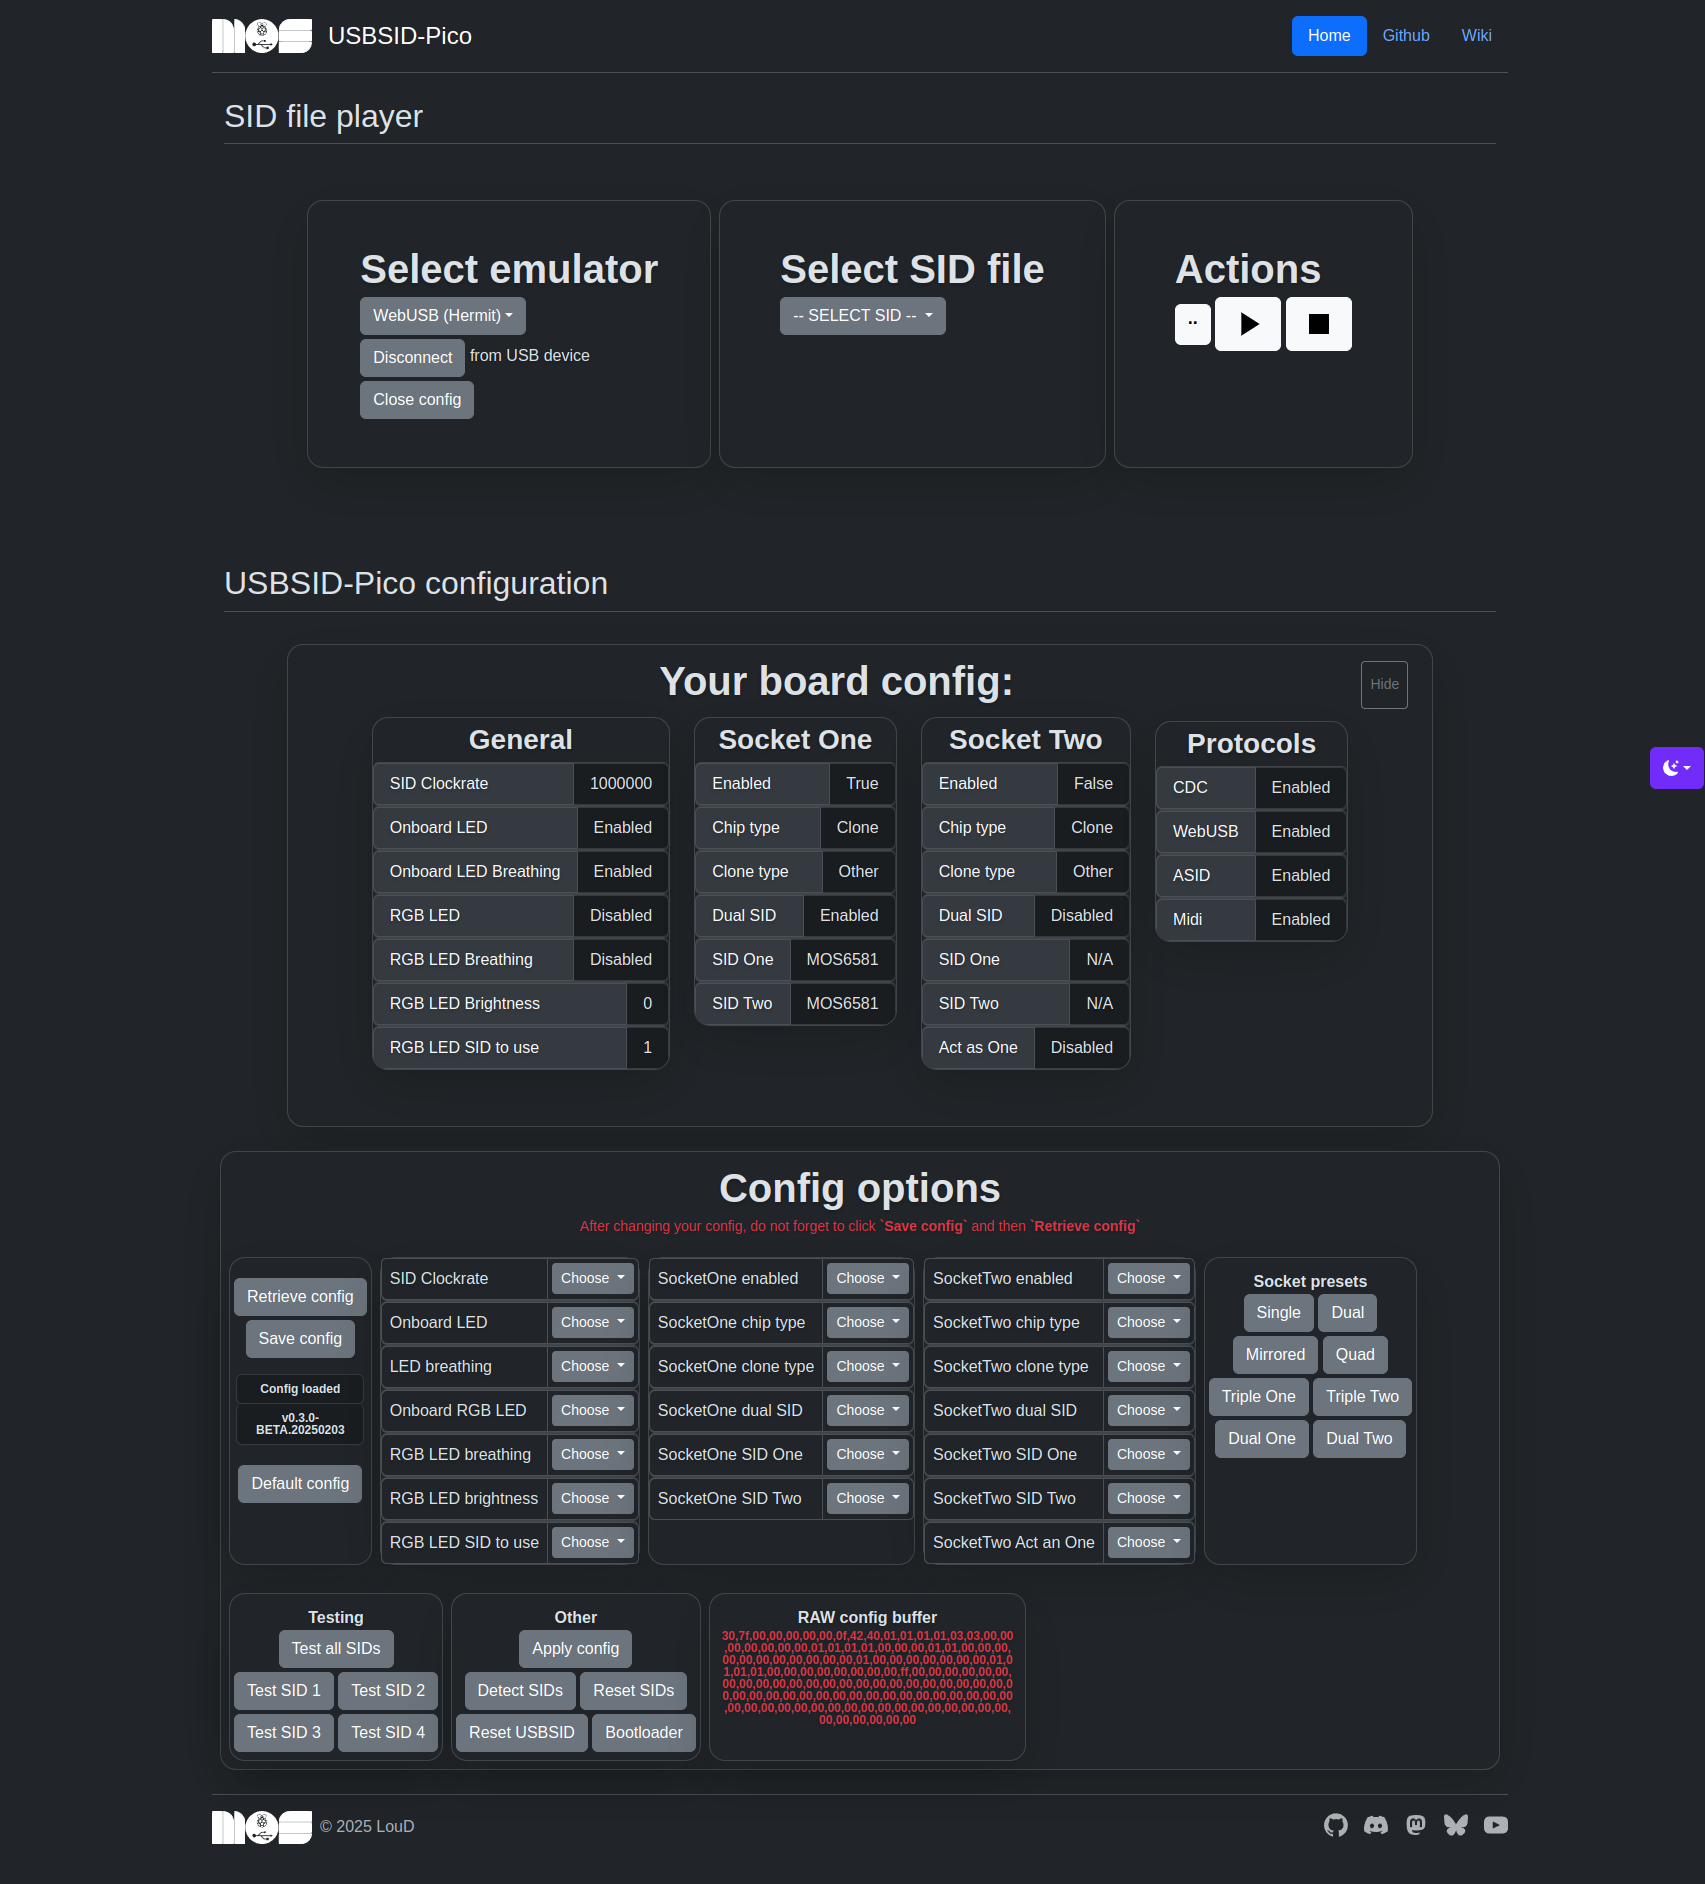 USBSID-Pico
Home Github Wiki
SID file player
Select emulator
WebUSB (Hermit)
Disconnect from USB device
Close config
Select SID file
-- SELECT SID --
Actions
..
USBSID-Pico configuration
Your board config:
Hide
General
SID Clockrate 1000000
Onboard LED Enabled
Onboard LED Breathing Enabled
RGB LED Disabled
RGB LED Breathing Disabled
RGB LED Brightness 0
RGB LED SID to use 1
Socket One
Enabled True
Chip type Clone
Clone type Other
Dual SID Enabled
SID One MOS6581
SID Two MOS6581
Socket Two
Enabled False
Chip type Clone
Clone type Other
Dual SID Disabled
SID One N/A
SID Two N/A
Act as One Disabled
Protocols
CDC Enabled
WebUSB Enabled
ASID Enabled
Midi Enabled
Config options
After changing your config, do not forget to click `Save config` and then `Retrieve config`
Retrieve config
Save config
Config loaded
v0.3.0-
BETA.20250203
Default config
SID Clockrate Choose
Onboard LED Choose
LED breathing Choose
Onboard RGB LED Choose
RGB LED breathing Choose
RGB LED brightness Choose
RGB LED SID to use Choose
SocketOne enabled Choose
SocketOne chip type Choose
SocketOne clone type Choose
SocketOne dual SID Choose
SocketOne SID One Choose
SocketOne SID Two Choose
SocketTwo enabled Choose
SocketTwo chip type Choose
SocketTwo clone type Choose
SocketTwo dual SID Choose
SocketTwo SID One Choose
SocketTwo SID Two Choose
SocketTwo Act an One Choose
Socket presets
Single Dual
Mirrored Quad
Triple One Triple Two
Dual One Dual Two
Testing
Test all SIDs
Test SID 1 Test SID 2
Test SID 3 Test SID 4
Other
Apply config
Detect SIDs Reset SIDs
Reset USBSID Bootloader
RAW config buffer
30,7f,00,00,00,00,00,0f,42,40,01,01,01,01,03,03,00,00
,00,00,00,00,00,01,01,01,01,00,00,00,01,01,00,00,00,
00,00,00,00,00,00,00,00,01,00,00,00,00,00,00,00,01,0
1,01,01,00,00,00,00,00,00,00,00,ff,00,00,00,00,00,00,
00,00,00,00,00,00,00,00,00,00,00,00,00,00,00,00,00,0
0,00,00,00,00,00,00,00,00,00,00,00,00,00,00,00,00,00
,00,00,00,00,00,00,00,00,00,00,00,00,00,00,00,00,00,
00,00,00,00,00,00
© 2025 LouD